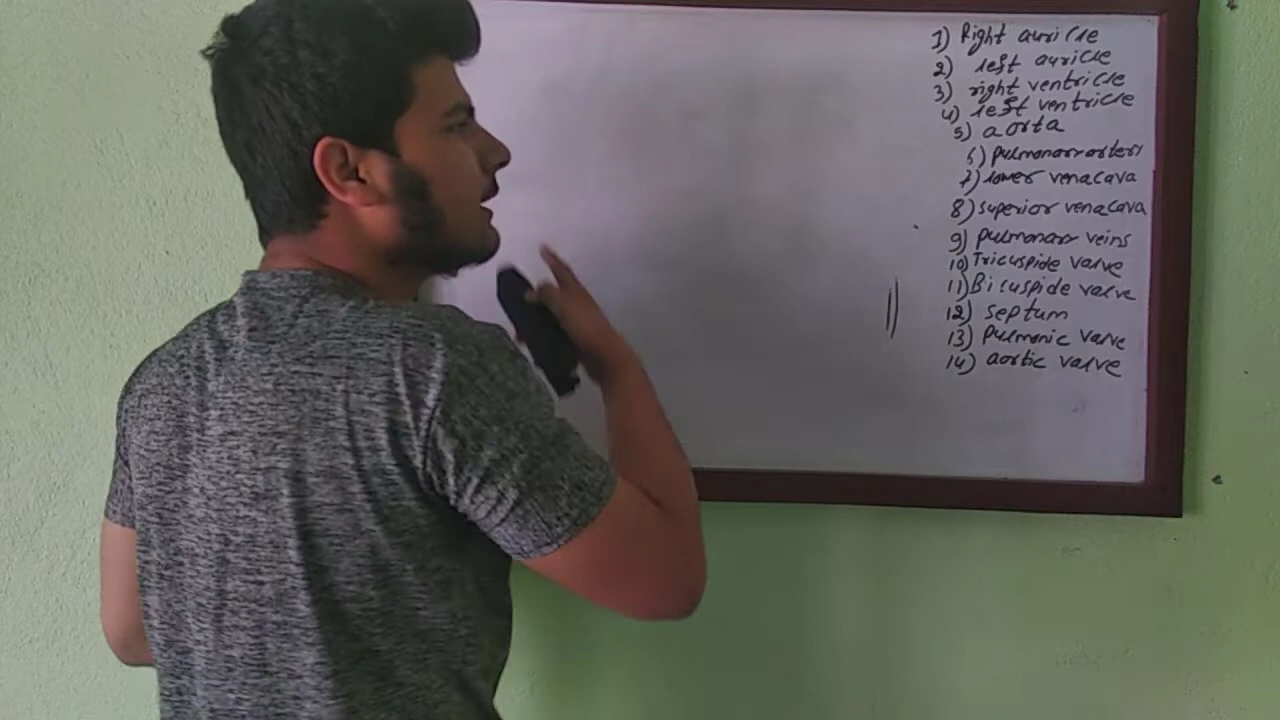 1) Right auricle
2) left auricle
3) right ventricle
4) left ventricle
5) aorta
6) pulmonary arteri
7) lower venacava
8) superior venacava
9) pulmonary veins
10) Tricuspide valve
11) Bicuspide valve
12) septum
13) pulmonic valve
14) aortic valve